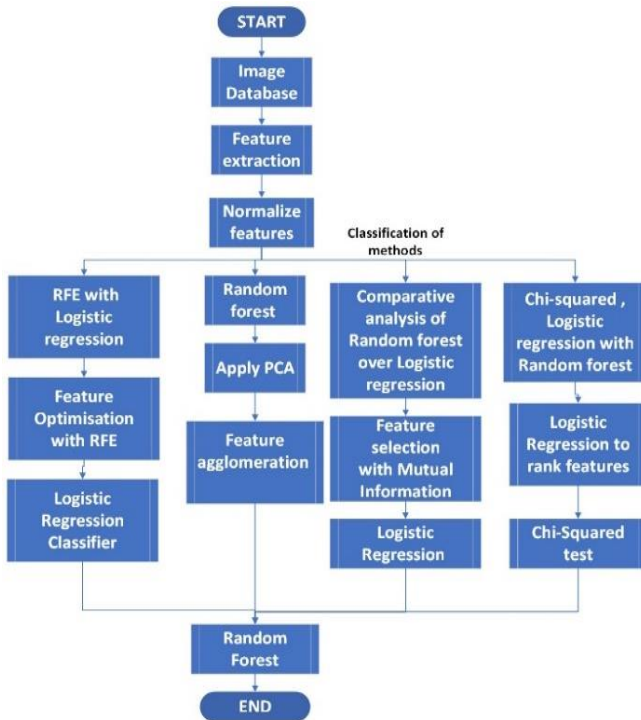 START
Image
Database
Feature
extraction
Normalize
features
Classification of
methods
RFE with
Logistic
regression
Feature
Optimisation
with RFE
Logistic
Regression
Classifier
Random
forest
Apply PCA
Feature
agglomeration
Comparative
analysis of
Random forest
over Logistic
regression
Feature
selection
with Mutual
Information
Logistic
Regression
Chi-squared ,
Logistic
regression with
Random forest
Logistic
Regression to
rank features
Chi-Squared
test
Random
Forest
END